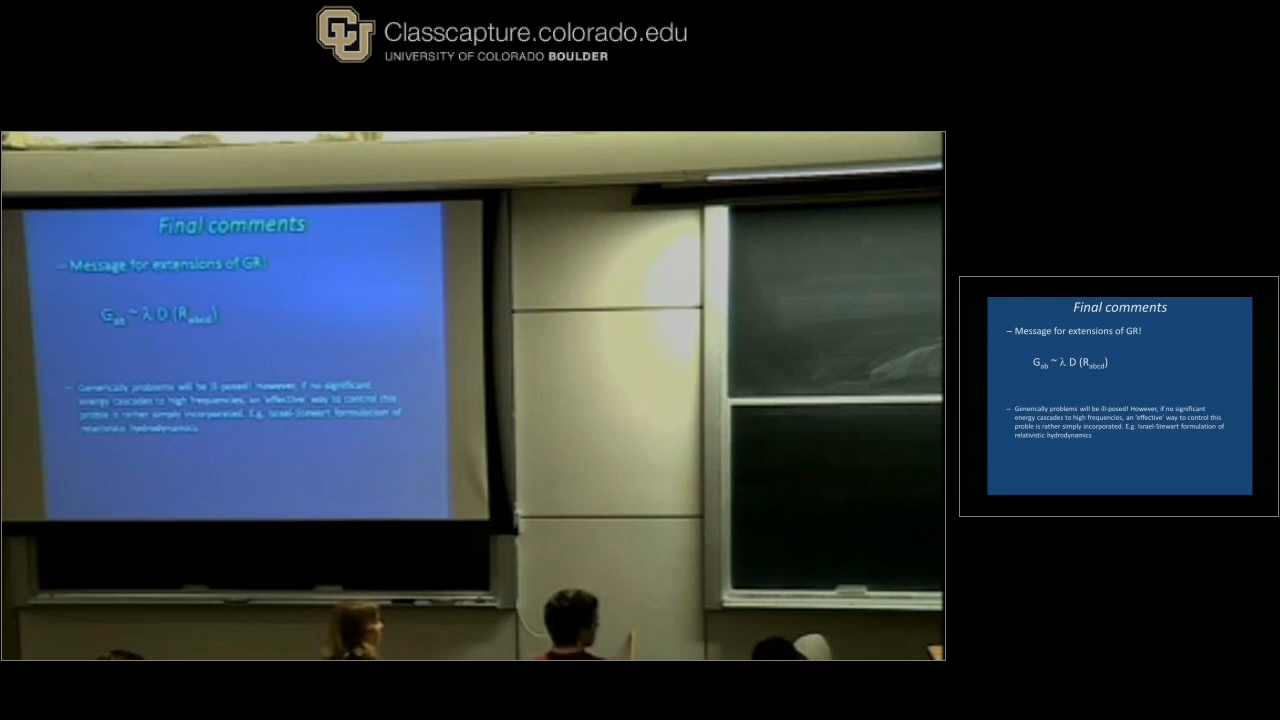 Classcapture.colorado.edu
UNIVERSITY OF COLORADO BOULDER
Final comments
– Message for extensions of GR!
Gab ~ λ D (Rabcd)
– Generically problems will be ill-posed! However, if no significant
energy cascades to high frequencies, an 'effective' way to control this
proble is rather simply incorporated. E.g. Israel-Stewart formulation of
relativistic hydrodynamics
Final comments
– Message for extensions of GR!
Gab ~ λ D (Rabcd)
– Generically problems will be ill-posed! However, if no significant
energy cascades to high frequencies, an 'effective' way to control this
proble is rather simply incorporated. E.g. Israel-Stewart formulation of
relativistic hydrodynamics